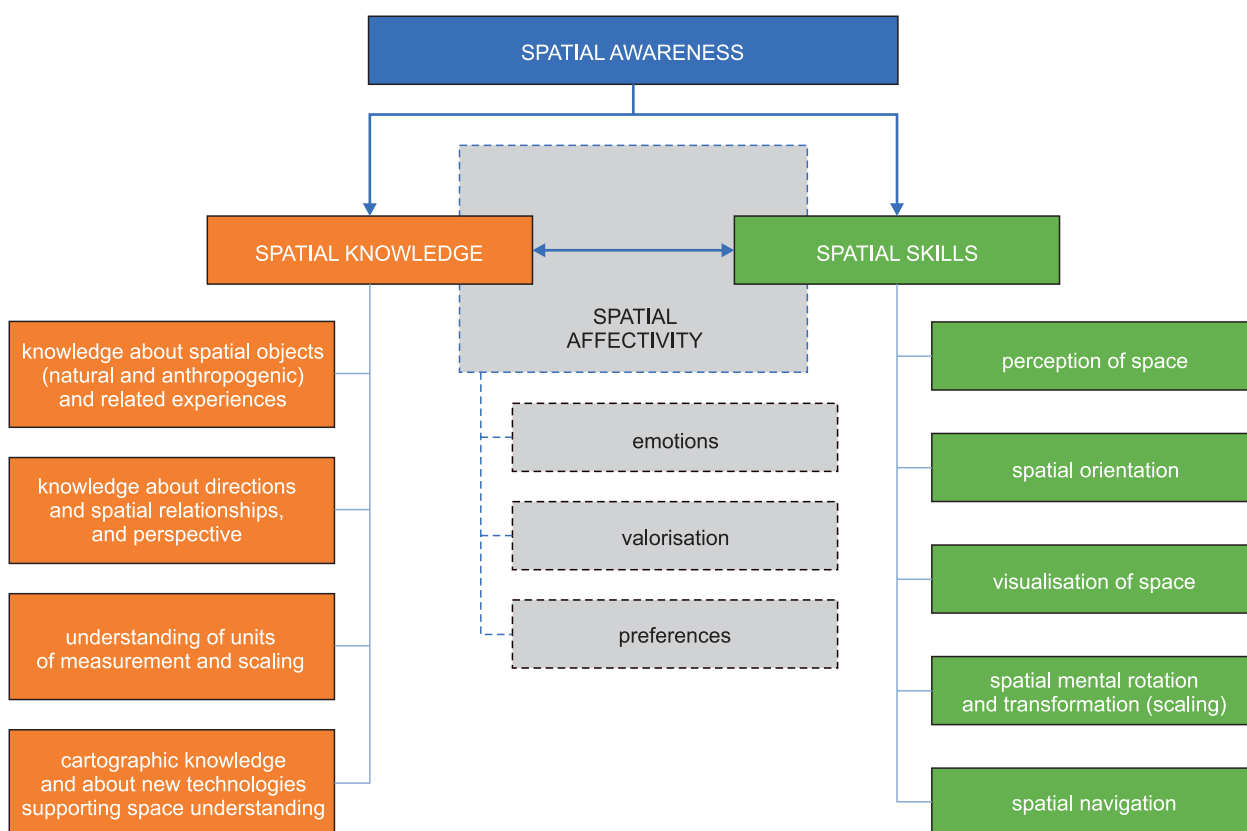 SPATIAL AWARENESS
SPATIAL KNOWLEDGE
SPATIAL SKILLS
SPATIAL
AFFECTIVITY
knowledge about spatial objects
(natural and anthropogenic)
and related experiences
knowledge about directions
and spatial relationships,
and perspective
understanding of units
of measurement and scaling
cartographic knowledge
and about new technologies
supporting space understanding
emotions
valorisation
preferences
perception of space
spatial orientation
visualisation of space
spatial mental rotation
and transformation (scaling)
spatial navigation